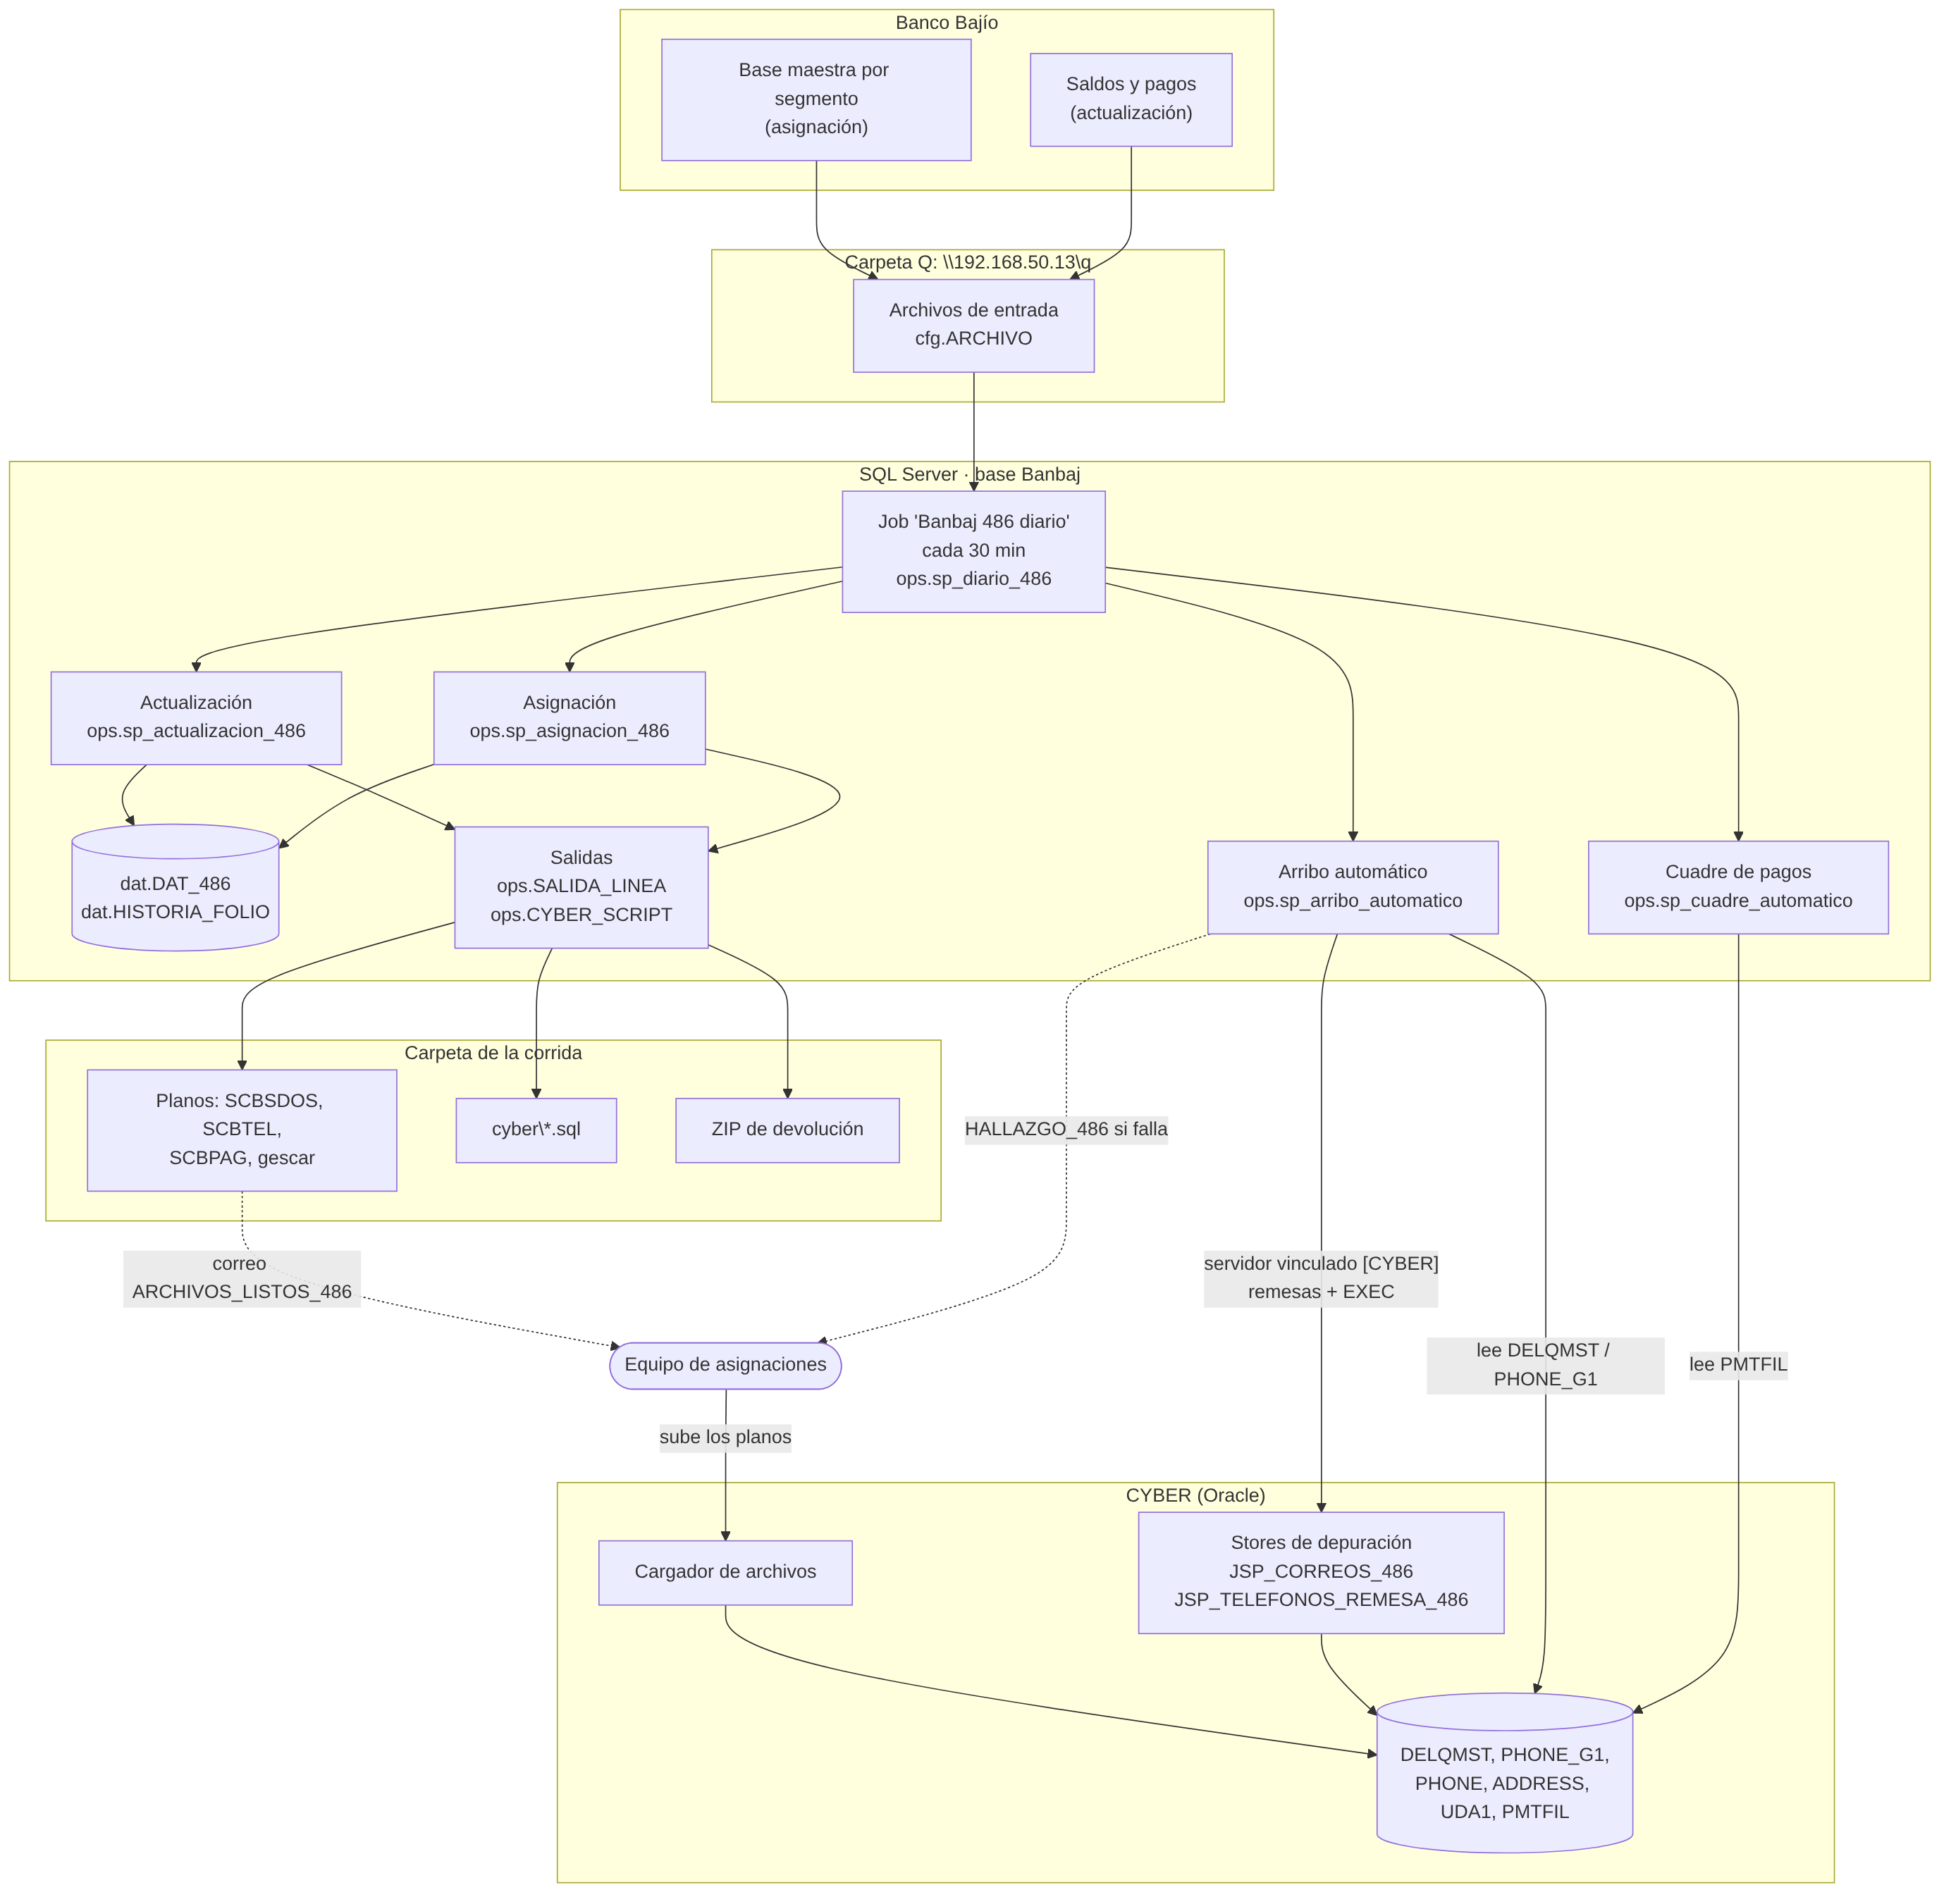 Banco Bajío
Base maestra por
segmento
(asignación)
Saldos y pagos
(actualización)
Carpeta Q: \\192.168.50.13\q
Archivos de entrada
cfg.ARCHIVO
SQL Server · base Banbaj
Job 'Banbaj 486 diario'
cada 30 min
ops.sp_diario_486
Actualización
ops.sp_actualizacion_486
Asignación
ops.sp_asignacion_486
dat.DAT_486
dat.HISTORIA_FOLIO
Salidas
ops.SALIDA_LINEA
ops.CYBER_SCRIPT
Arribo automático
ops.sp_arribo_automatico
Cuadre de pagos
ops.sp_cuadre_automatico
Carpeta de la corrida
Planos: SCBSDOS,
SCBTEL,
SCBPAG, gescar
cyber\*.sql
ZIP de devolución
HALLAZGO_486 si falla
correo
ARCHIVOS_LISTOS_486
servidor vinculado [CYBER]
remesas + EXEC
lee DELQMST /
PHONE_G1
lee PMTFIL
Equipo de asignaciones
sube los planos
CYBER (Oracle)
Cargador de archivos
Stores de depuración
JSP_CORREOS_486
JSP_TELEFONOS_REMESA_486
DELQMST, PHONE_G1,
PHONE, ADDRESS,
UDA1, PMTFIL